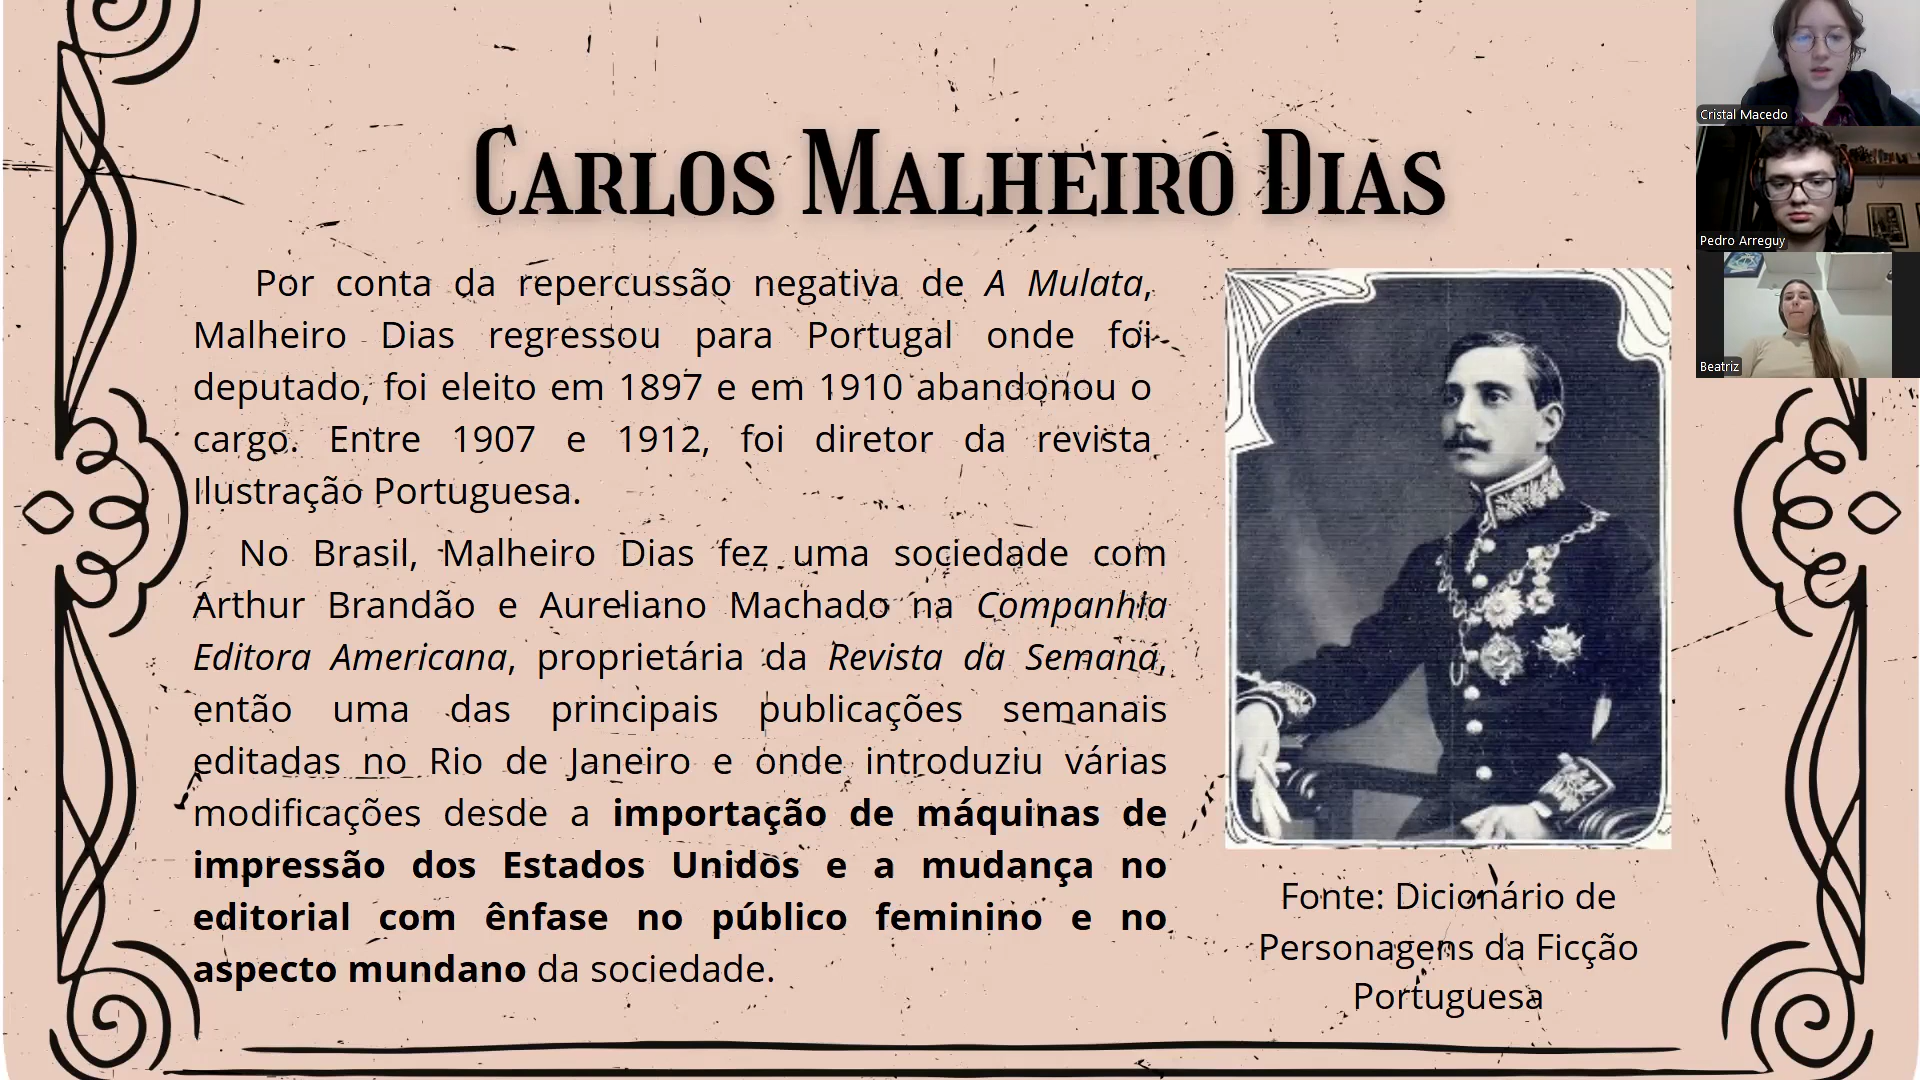 CARLOS MALHEIRO DIAS
Por conta da repercussão negativa de A Mulata,
Malheiro Dias regressou para Portugal onde foi
deputado, foi eleito em 1897 e em 1910 abandonou o
cargo. Entre 1907 e 1912, foi diretor da revista
Ilustração Portuguesa.
No Brasil, Malheiro Dias fez uma sociedade com
Arthur Brandão e Aureliano Machado na Companhia
Editora Americana, proprietária da Revista da Semana,
então uma das principais publicações semanais
editadas no Rio de Janeiro e onde introduziu várias
modificações desde a importação de máquinas de
impressão dos Estados Unidos e a mudança no
editorial com ênfase no público feminino e no
aspecto mundano da sociedade.
Fonte: Dicionário de
Personagens da Ficção
Portuguesa
Cristal Macedo
Pedro Arreguy
Beatriz